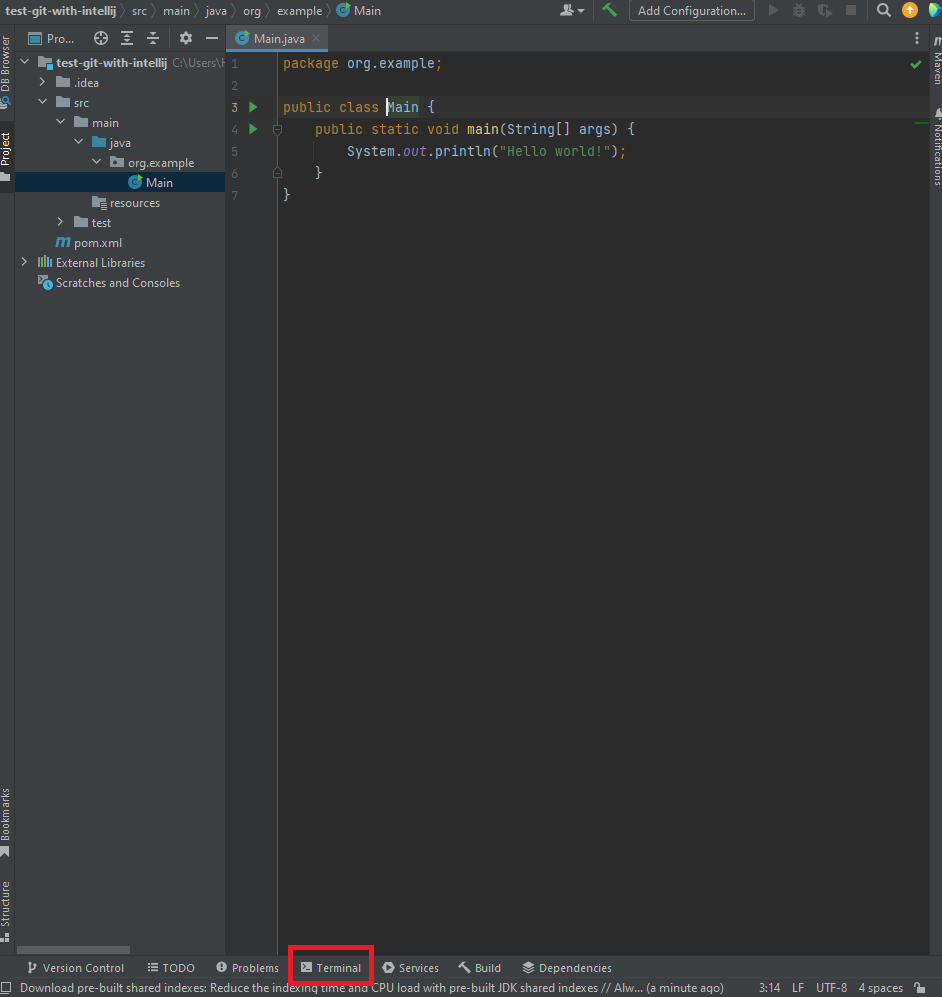 test-git-with-intellij src main java org example Main Add Configuration...
Pro... Main.java
DB Browser
Project
Bookmarks
Structure
test-git-with-intellij C:\Users\
.idea
src
main
java
org.example
Main
resources
test
pom.xml
External Libraries
Scratches and Consoles
1 package org.example;
2
3 public class Main {
4 public static void main(String[] args) {
5 System.out.println("Hello world!");
6 }
7 }
Maven
Notifications
Version Control TODO Problems Terminal Services Build Dependencies
Download pre-built shared indexes: Reduce the indexing time and CPU load with pre-built JDK shared indexes // Alw... (a minute ago) 3:14 LF UTF-8 4 spaces